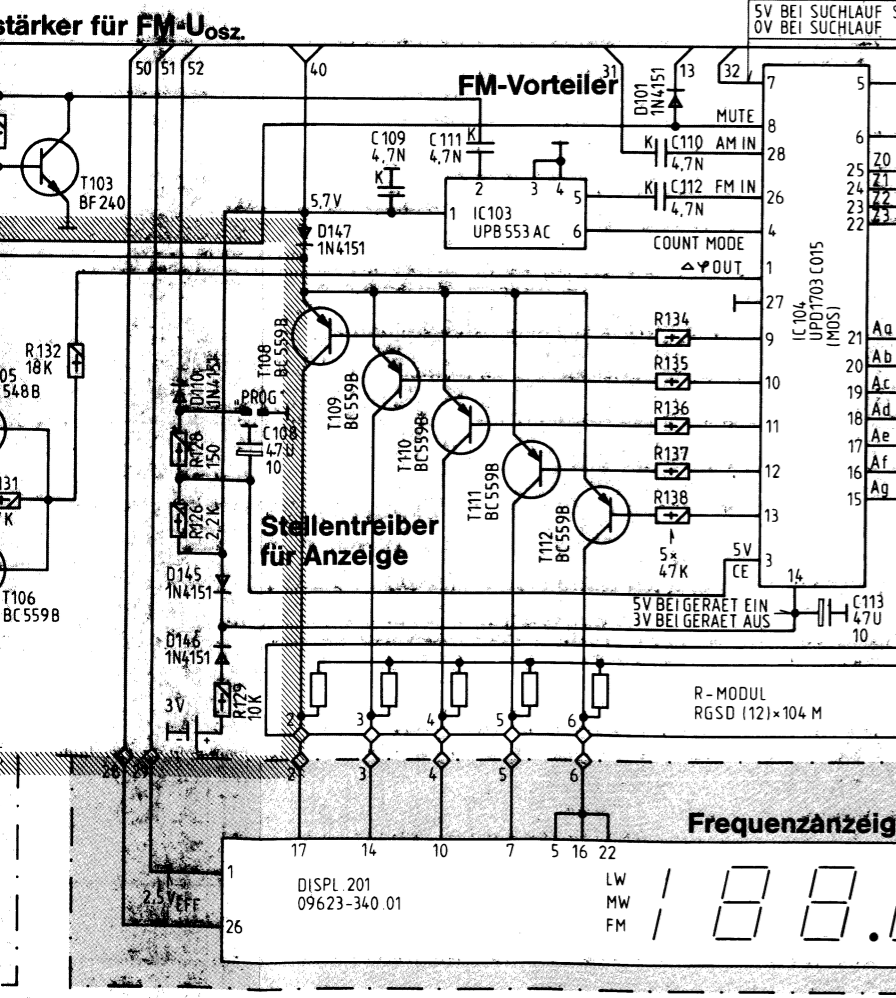 5V BEI SUCHLAUF
0V BEI SUCHLAUF
stärker für FM-Uosz.
50 51 52 40 31 13 32
FM-Vorteiler
D101
1N4151
7 5
MUTE 8
6
C109
4,7N
K
C111
4,7N
K
K C110
4,7N
AM IN 28
K C112
4,7N
FM IN 26
25 Z0
24 Z1
23 Z2
22 Z3
T103
BF240
5,7V
1 2 3 4 5 6
IC103
UPB553AC
4
COUNT MODE
D147
1N4151
ΔφOUT 1
27
IC104
UPD1703 C015
(MOS)
R132
18K
05
548B
T108
BC559B
R134 9
21 Aa
D110
1N4151
T109
BC559B
R135 10
20 Ab
"PROG"
19 Ac
T110
BC559B
R136 11
18 Ad
R128
150
C108
47U
10
17 Ae
T111
BC559B
R137 12
16 Af
131
K
15 Ag
R126
2,2K
T112
BC559B
R138 13
5×
47K
Stellentreiber
für Anzeige
5V
CE
3
14
T106
BC559B
D145
1N4151
5V BEI GERAET EIN
3V BEI GERAET AUS
C113
47U
10
D146
1N4151
R129
10K
3V
- +
R-MODUL
RGSD (12)×104 M
2 3 4 5 6
28 29 2 3 4 5 6
Frequenzanzeig
17 14 10 7 5 16 22
1
2,5VEFF
26
DISPL.201
09623-340.01
LW
MW
FM
188.